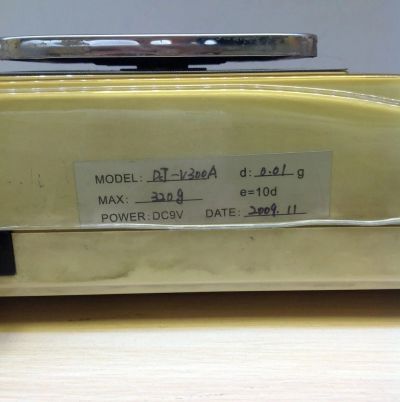 MODEL: DJ-V300A d: 0.01 g
MAX: 320g e=10d
POWER:DC9V DATE: 2009.11